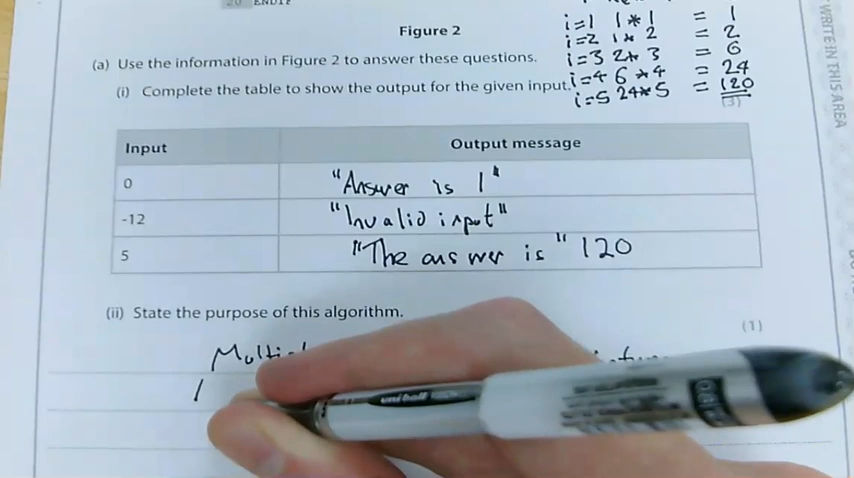 20 ENDIF
Figure 2
i=1 1*1 = 1
i=2 1*2 = 2
i=3 2*3 = 6
i=4 6*4 = 24
i=5 24*5 = 120
(a) Use the information in Figure 2 to answer these questions.
(i) Complete the table to show the output for the given input.
(3)
Input Output message
0 "Answer is 1"
-12 "Invalid input"
5 "The answer is" 120
(ii) State the purpose of this algorithm.
(1)
WRITE IN THIS AREA
uni-ball